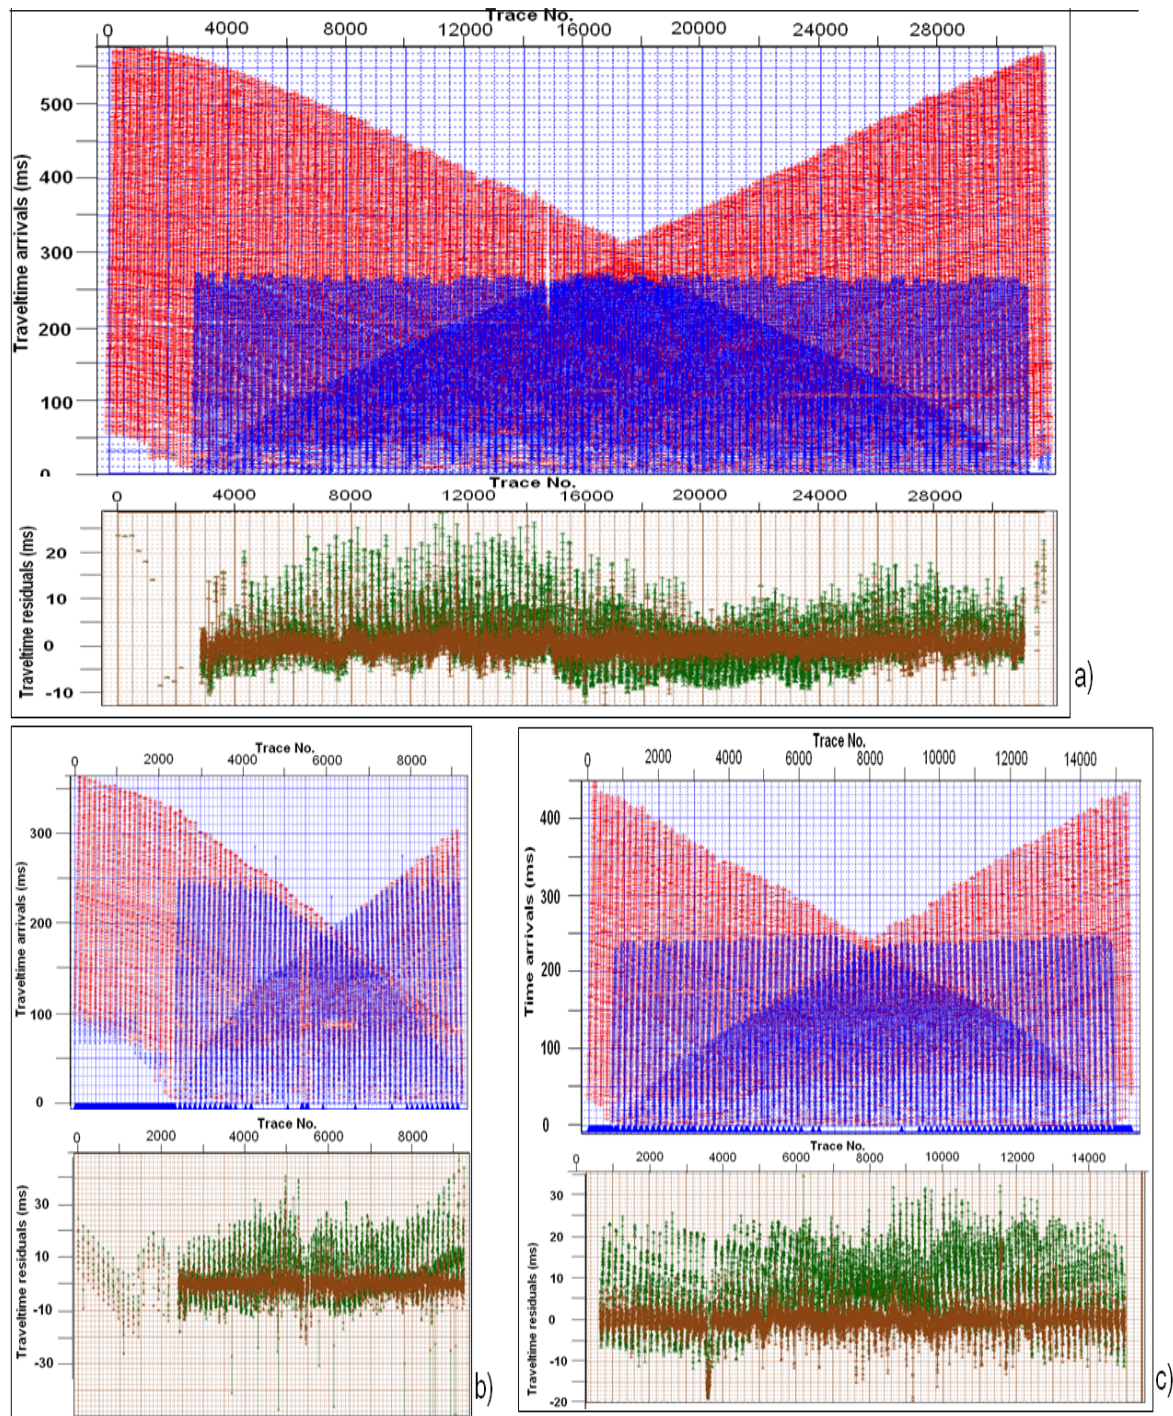 Trace No.
0 4000 8000 12000 16000 20000 24000 28000
Traveltime arrivals (ms)
500
400
300
200
100
0
Trace No.
0 4000 8000 12000 16000 20000 24000 28000
Traveltime residuals (ms)
20
10
0
-10
a)
Trace No.
0 2000 4000 6000 8000
Traveltime arrivals (ms)
300
200
100
0
Trace No.
0 2000 4000 6000 8000
Traveltime residuals (ms)
30
10
-10
-30
b)
Trace No.
0 2000 4000 6000 8000 10000 12000 14000
Time arrivals (ms)
400
300
200
100
0
Trace No.
0 2000 4000 6000 8000 10000 12000 14000
Traveltime residuals (ms)
30
20
10
0
-10
-20
c)